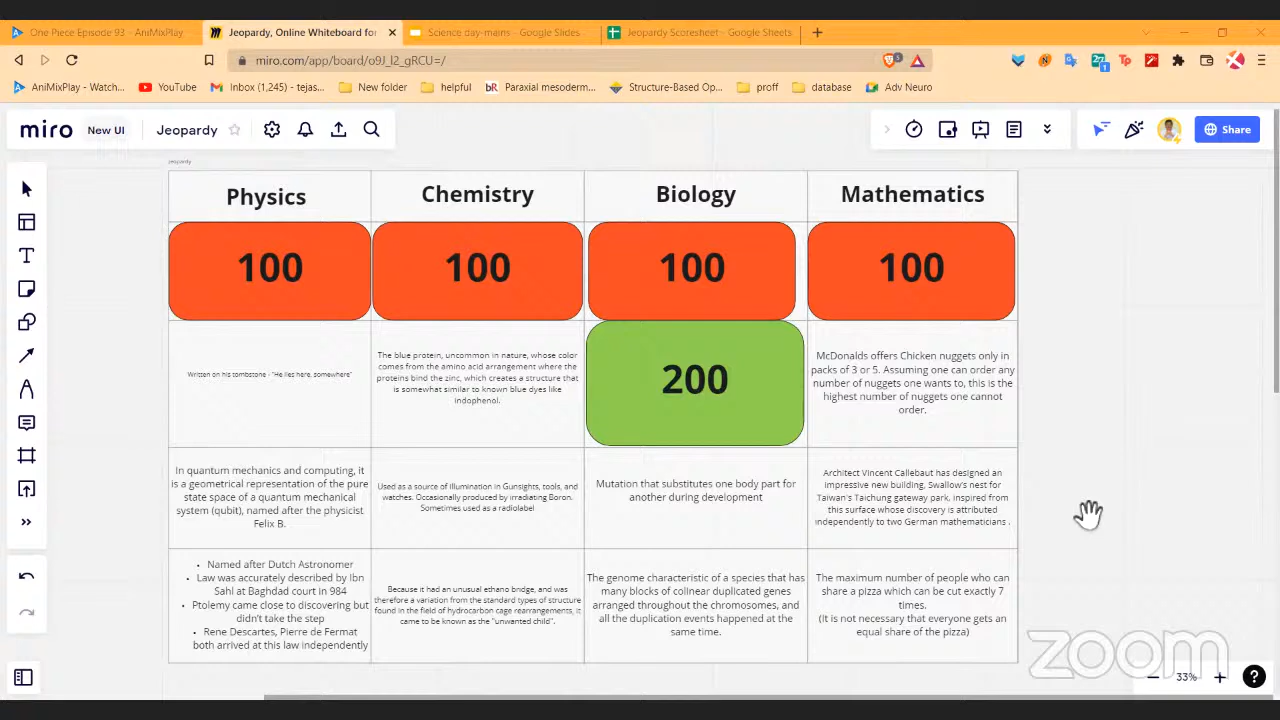 One Piece Episode 93 - AniMixPlay
Jeopardy, Online Whiteboard for
Science day-mains - Google Slides
Jeopardy Scoresheet - Google Sheets
miro.com/app/board/o9J_l2_gRCU=/
AniMixPlay - Watch...
YouTube
Inbox (1,245) - tejas...
New folder
helpful
bR Paraxial mesoderm...
Structure-Based Op...
proff
database
Adv Neuro
miro
New UI
Jeopardy
Share
Jeopardy
Physics
Chemistry
Biology
Mathematics
100
100
100
100
Written on his tombstone - "He lies here, somewhere"
The blue protein, uncommon in nature, whose color
comes from the amino acid arrangement where the
proteins bind the zinc, which creates a structure that
is somewhat similar to known blue dyes like
indophenol.
200
McDonalds offers Chicken nuggets only in
packs of 3 or 5. Assuming one can order any
number of nuggets one wants to, this is the
highest number of nuggets one cannot
order.
In quantum mechanics and computing, it
is a geometrical representation of the pure
state space of a quantum mechanical
system (qubit), named after the physicist
Felix B.
Used as a source of illumination in Gunsights, tools, and
watches. Occasionally produced by irradiating Boron.
Sometimes used as a radiolabel
Mutation that substitutes one body part for
another during development
Architect Vincent Callebaut has designed an
impressive new building, Swallow's nest for
Taiwan's Taichung gateway park, inspired from
this surface whose discovery is attributed
independently to two German mathematicians .
• Named after Dutch Astronomer
• Law was accurately described by Ibn
Sahl at Baghdad court in 984
• Ptolemy came close to discovering but
didn't take the step
• Rene Descartes, Pierre de Fermat
both arrived at this law independently
Because it had an unusual ethano bridge, and was
therefore a variation from the standard types of structure
found in the field of hydrocarbon cage rearrangements, it
came to be known as the "unwanted child".
The genome characteristic of a species that has
many blocks of colinear duplicated genes
arranged throughout the chromosomes, and
all the duplication events happened at the
same time.
The maximum number of people who can
share a pizza which can be cut exactly 7
times.
(It is not necessary that everyone gets an
equal share of the pizza)
zoom
33%